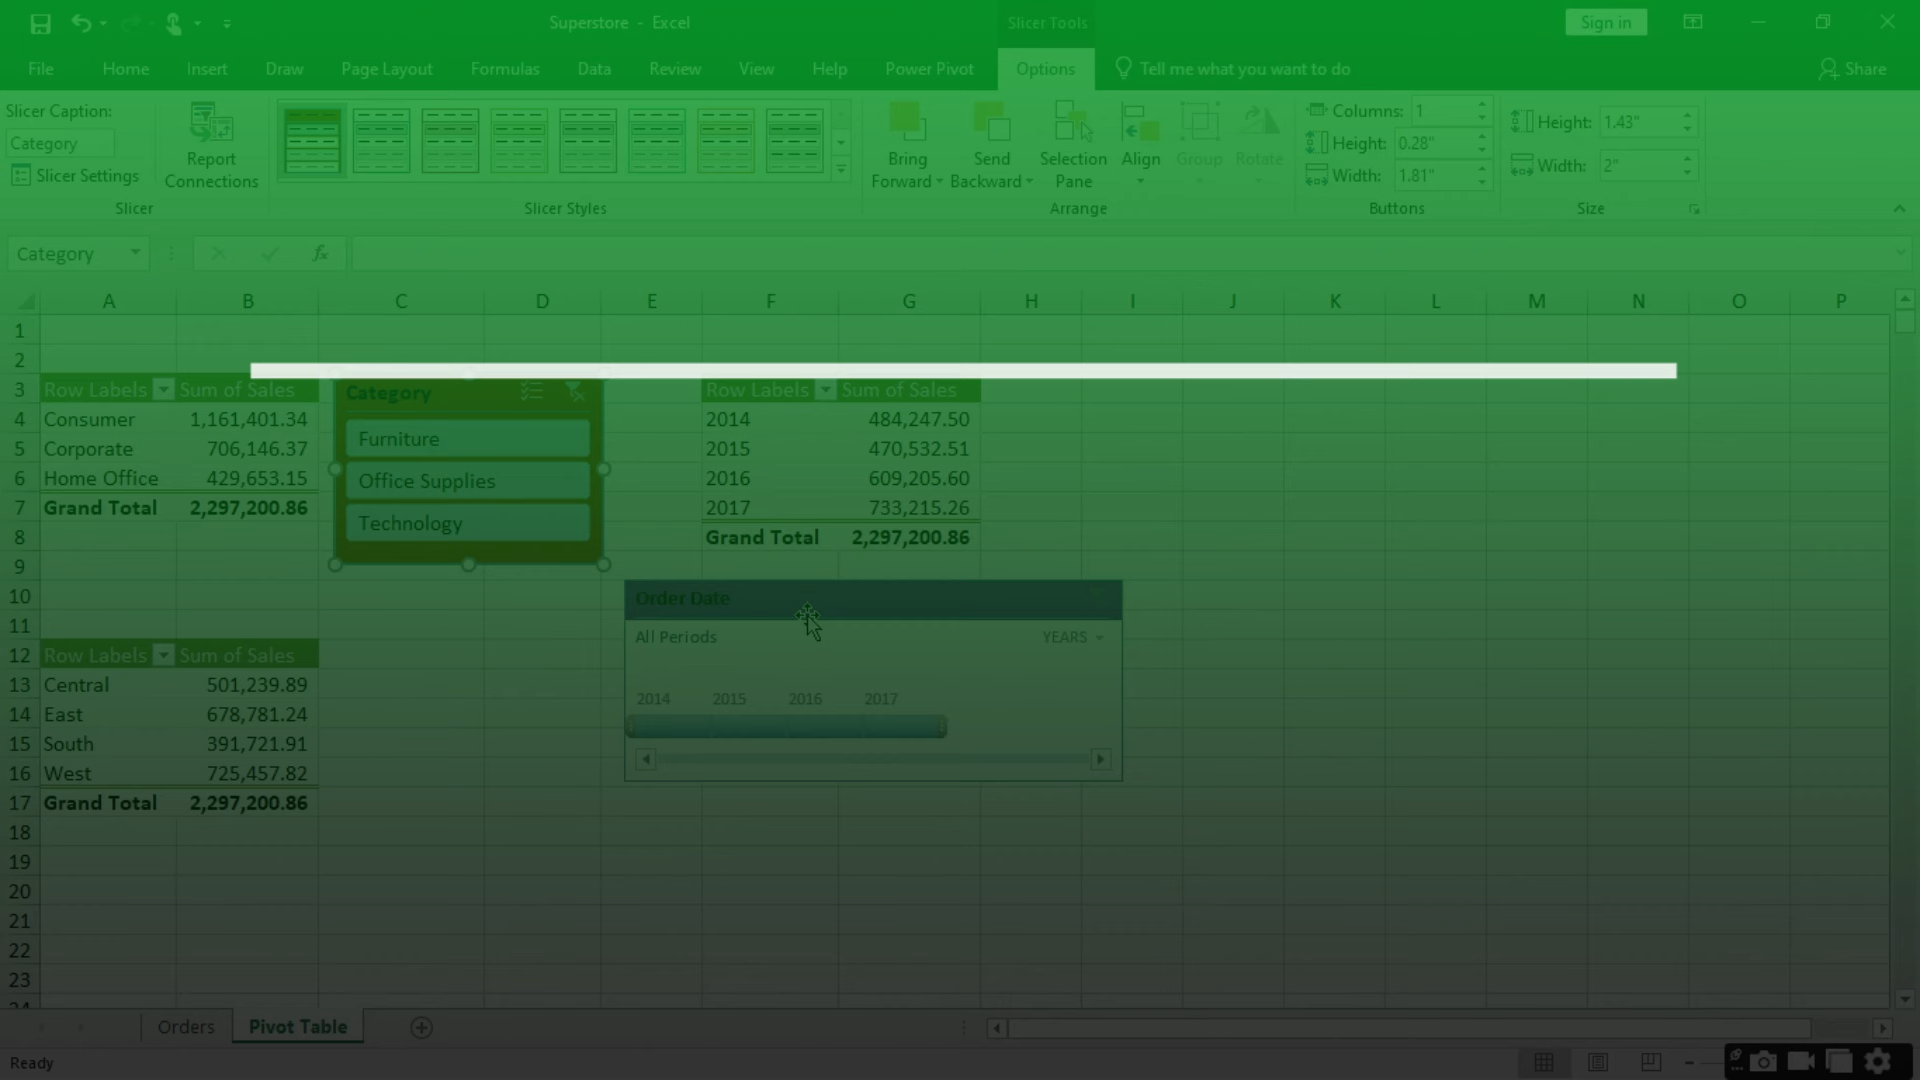 Superstore - Excel
Slicer Tools
Sign in
File Home Insert Draw Page Layout Formulas Data Review View Help Power Pivot Options Tell me what you want to do Share
Slicer Caption:
Category
Slicer Settings
Report
Connections
Bring
Forward
Send
Backward
Selection
Pane
Align
Group
Rotate
Columns: 1
Height: 0.28"
Width: 1.81"
Height: 1.43"
Width: 2"
Slicer
Slicer Styles
Arrange
Buttons
Size
Category
fx
A B C D E F G H I J K L M N O P
1
2
3 Row Labels Sum of Sales
4 Consumer 1,161,401.34
5 Corporate 706,146.37
6 Home Office 429,653.15
7 Grand Total 2,297,200.86
8
9
10
11
12 Row Labels Sum of Sales
13 Central 501,239.89
14 East 678,781.24
15 South 391,721.91
16 West 725,457.82
17 Grand Total 2,297,200.86
18
19
20
21
22
23
24
Category
Furniture
Office Supplies
Technology
Row Labels Sum of Sales
2014 484,247.50
2015 470,532.51
2016 609,205.60
2017 733,215.26
Grand Total 2,297,200.86
Order Date
All Periods YEARS
2014 2015 2016 2017
Orders Pivot Table
Ready